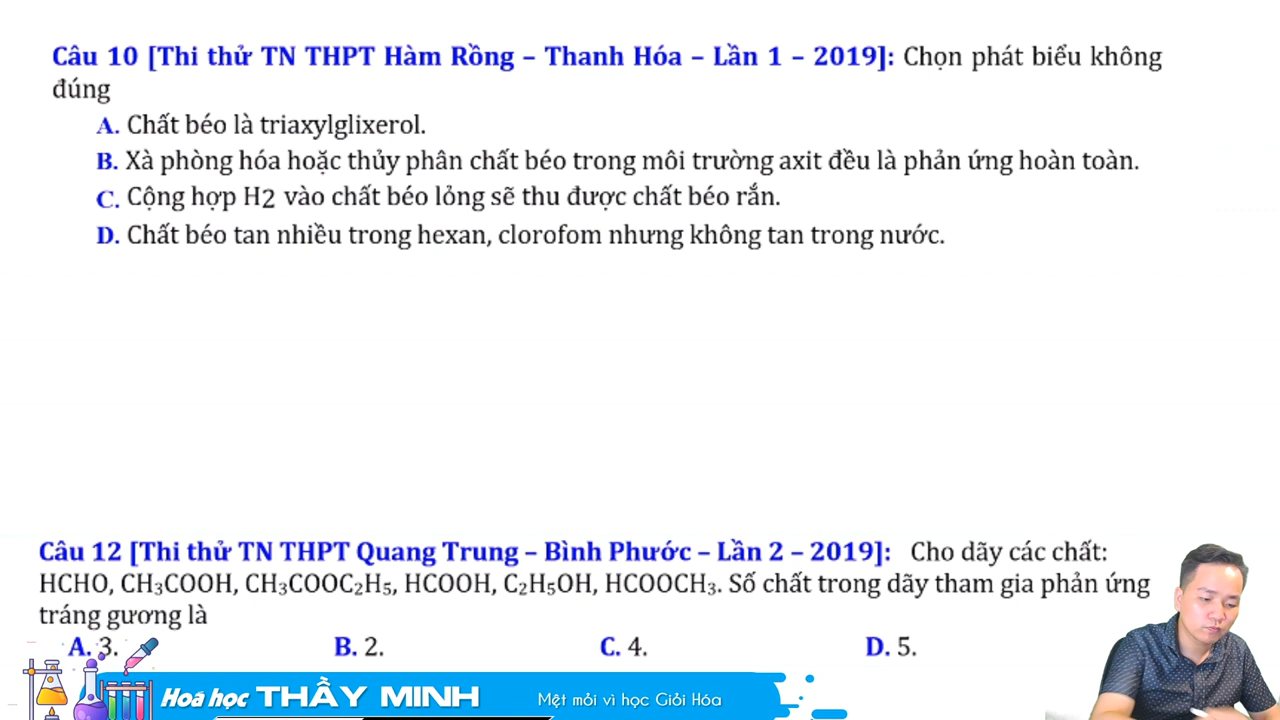 Câu 10 [Thi thử TN THPT Hàm Rồng – Thanh Hóa – Lần 1 – 2019]: Chọn phát biểu không
đúng
A. Chất béo là triaxylglixerol.
B. Xà phòng hóa hoặc thủy phân chất béo trong môi trường axit đều là phản ứng hoàn toàn.
C. Cộng hợp H2 vào chất béo lỏng sẽ thu được chất béo rắn.
D. Chất béo tan nhiều trong hexan, clorofom nhưng không tan trong nước.
Câu 12 [Thi thử TN THPT Quang Trung – Bình Phước – Lần 2 – 2019]: Cho dãy các chất:
HCHO, CH₃COOH, CH₃COOC₂H₅, HCOOH, C₂H₅OH, HCOOCH₃. Số chất trong dãy tham gia phản ứng
tráng gương là
A. 3. B. 2. C. 4. D. 5.
Hoá học THẦY MINH Mệt mỏi vì học Giỏi Hóa